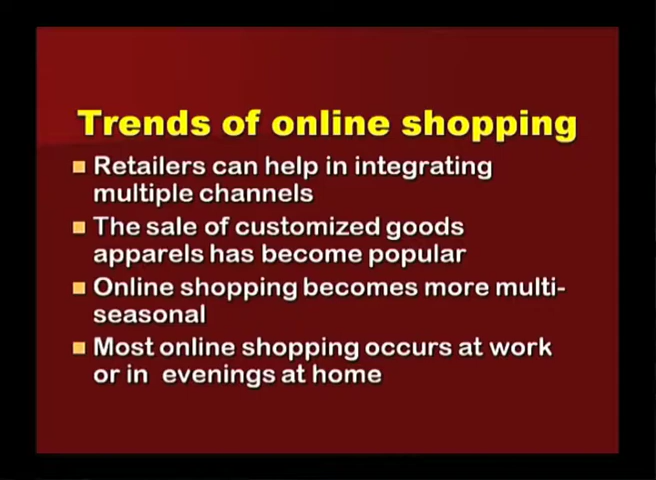 Trends of online shopping
Retailers can help in integrating
multiple channels
The sale of customized goods
apparels has become popular
Online shopping becomes more multi-
seasonal
Most online shopping occurs at work
or in evenings at home